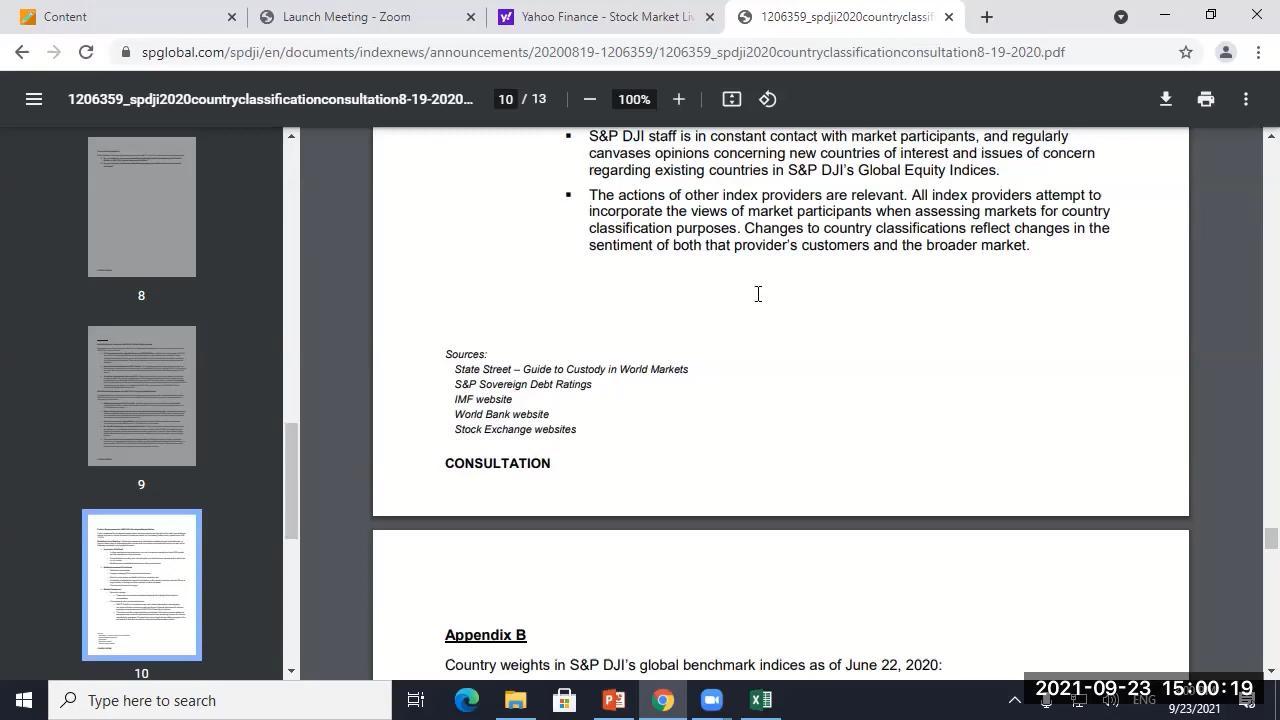 Content
Launch Meeting - Zoom
Yahoo Finance - Stock Market Li
1206359_spdji2020countryclassifi
spglobal.com/spdji/en/documents/indexnews/announcements/20200819-1206359/1206359_spdji2020countryclassificationconsultation8-19-2020.pdf
1206359_spdji2020countryclassificationconsultation8-19-2020...
10 / 13
100%
S&P DJI staff is in constant contact with market participants, and regularly
canvases opinions concerning new countries of interest and issues of concern
regarding existing countries in S&P DJI's Global Equity Indices.
The actions of other index providers are relevant. All index providers attempt to
incorporate the views of market participants when assessing markets for country
classification purposes. Changes to country classifications reflect changes in the
sentiment of both that provider's customers and the broader market.
Sources:
State Street – Guide to Custody in World Markets
S&P Sovereign Debt Ratings
IMF website
World Bank website
Stock Exchange websites
CONSULTATION
Appendix B
Country weights in S&P DJI's global benchmark indices as of June 22, 2020:
8
9
10
Type here to search
2021-09-23 15:00:19
ENG
9/23/2021